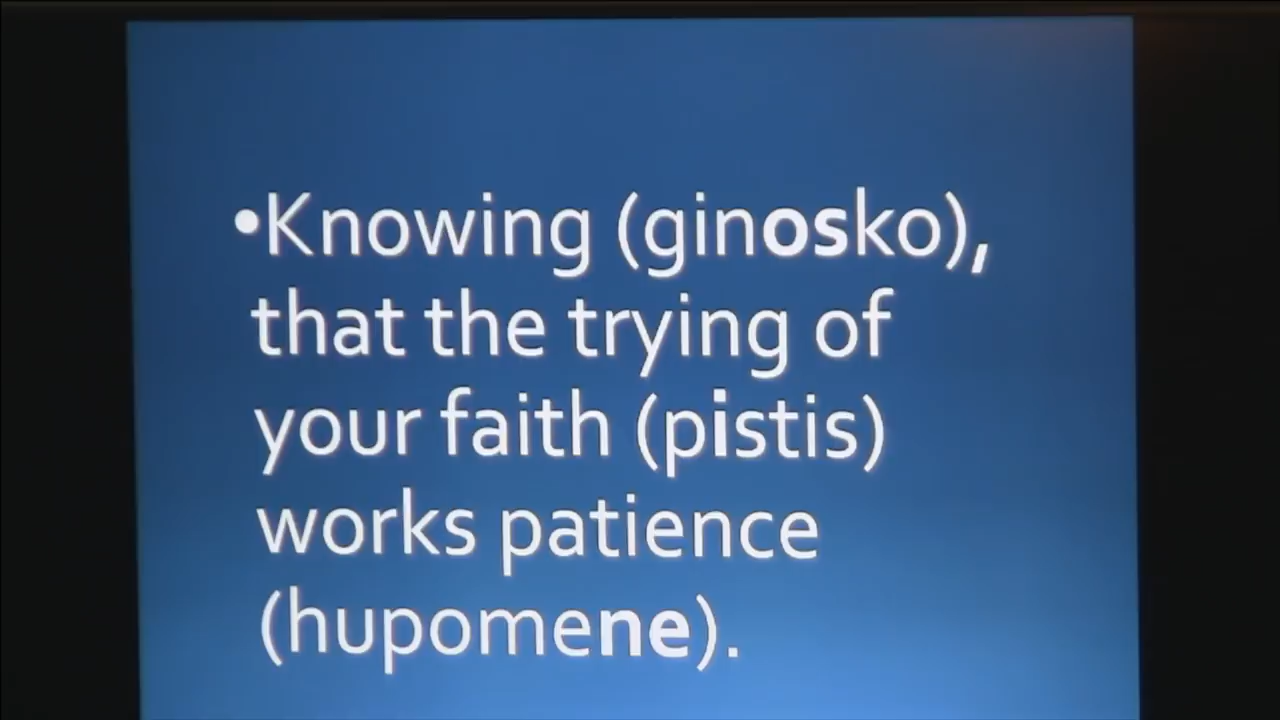 •Knowing (ginosko),
that the trying of
your faith (pistis)
works patience
(hupomene).